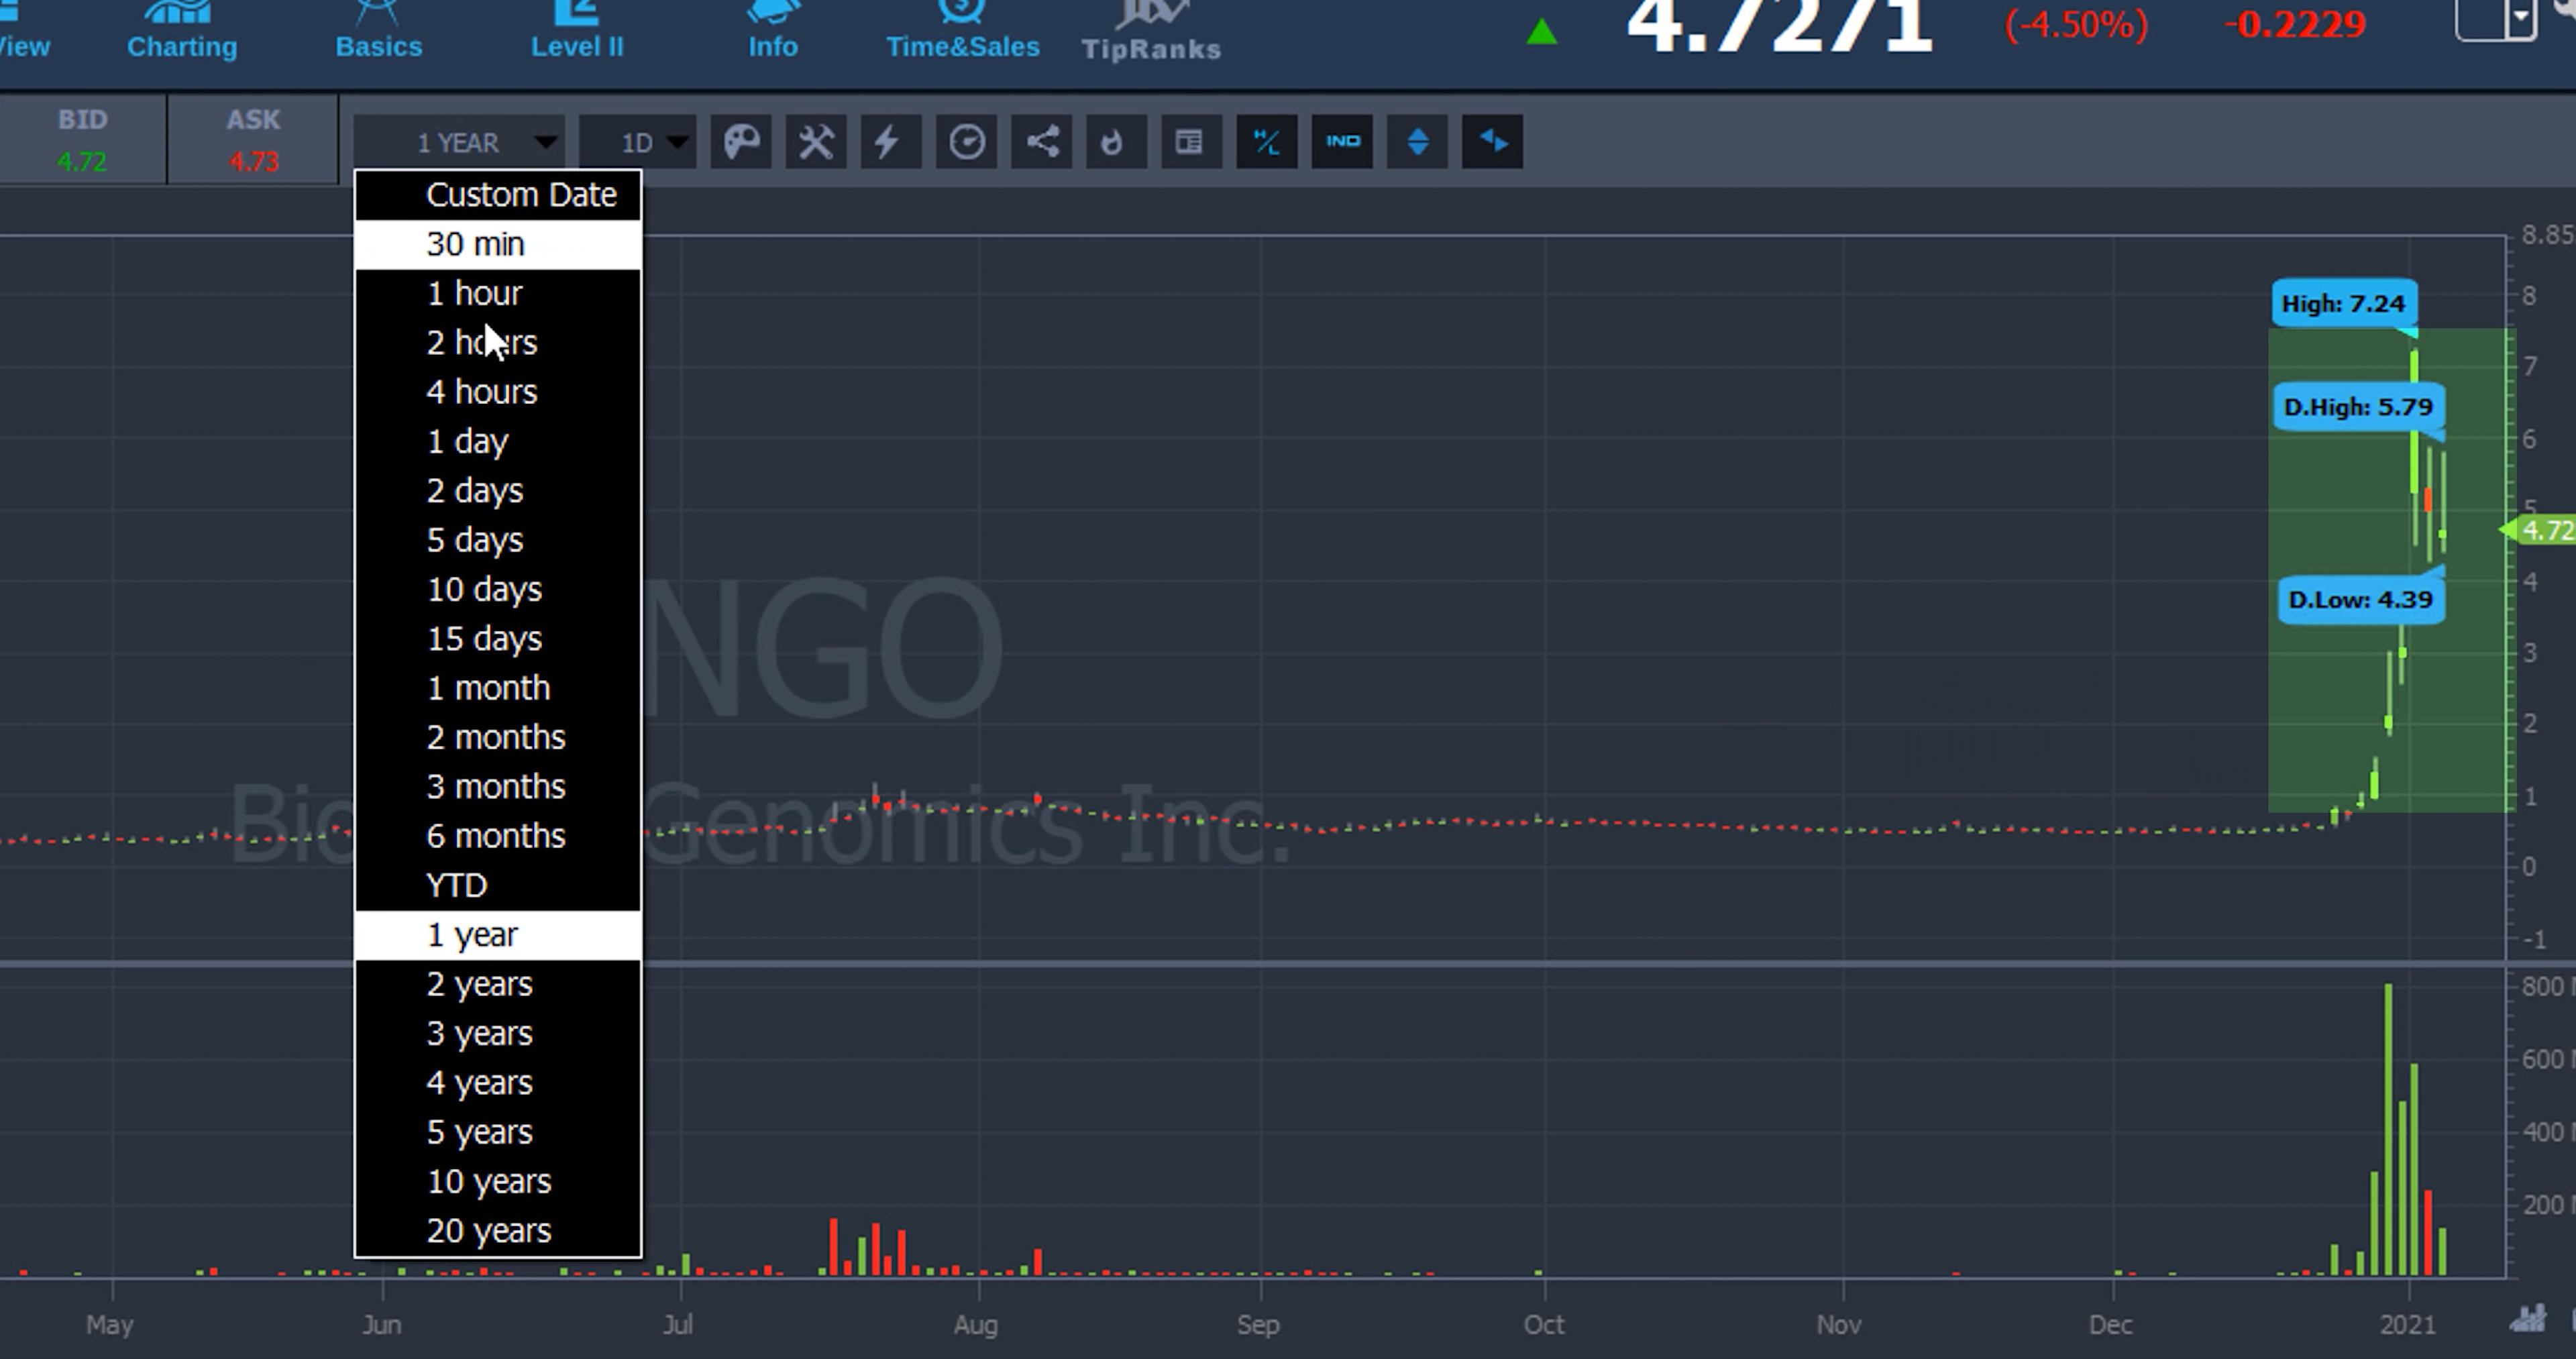 View
Charting
Basics
Level II
Info
Time&Sales
TipRanks
4.7271
(-4.50%)
-0.2229
BID
4.72
ASK
4.73
1 YEAR
1D
H/L
IND
Custom Date
30 min
1 hour
2 hours
4 hours
1 day
2 days
5 days
10 days
15 days
1 month
2 months
3 months
6 months
YTD
1 year
2 years
3 years
4 years
5 years
10 years
20 years
NGO
Genomics Inc.
High: 7.24
D.High: 5.79
D.Low: 4.39
8.85
8
7
6
5
4.72
4
3
2
1
0
-1
800 M
600 M
400 M
200 M
May
Jun
Jul
Aug
Sep
Oct
Nov
Dec
2021